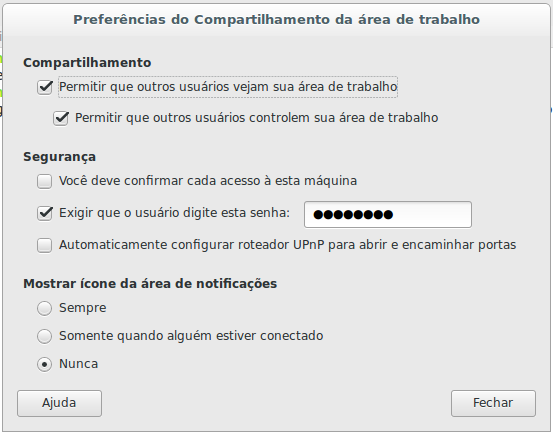 Preferências do Compartilhamento da área de trabalho
Compartilhamento
Permitir que outros usuários vejam sua área de trabalho
Permitir que outros usuários controlem sua área de trabalho
Segurança
Você deve confirmar cada acesso à esta máquina
Exigir que o usuário digite esta senha: ●●●●●●●●
Automaticamente configurar roteador UPnP para abrir e encaminhar portas
Mostrar ícone da área de notificações
Sempre
Somente quando alguém estiver conectado
Nunca
Ajuda
Fechar